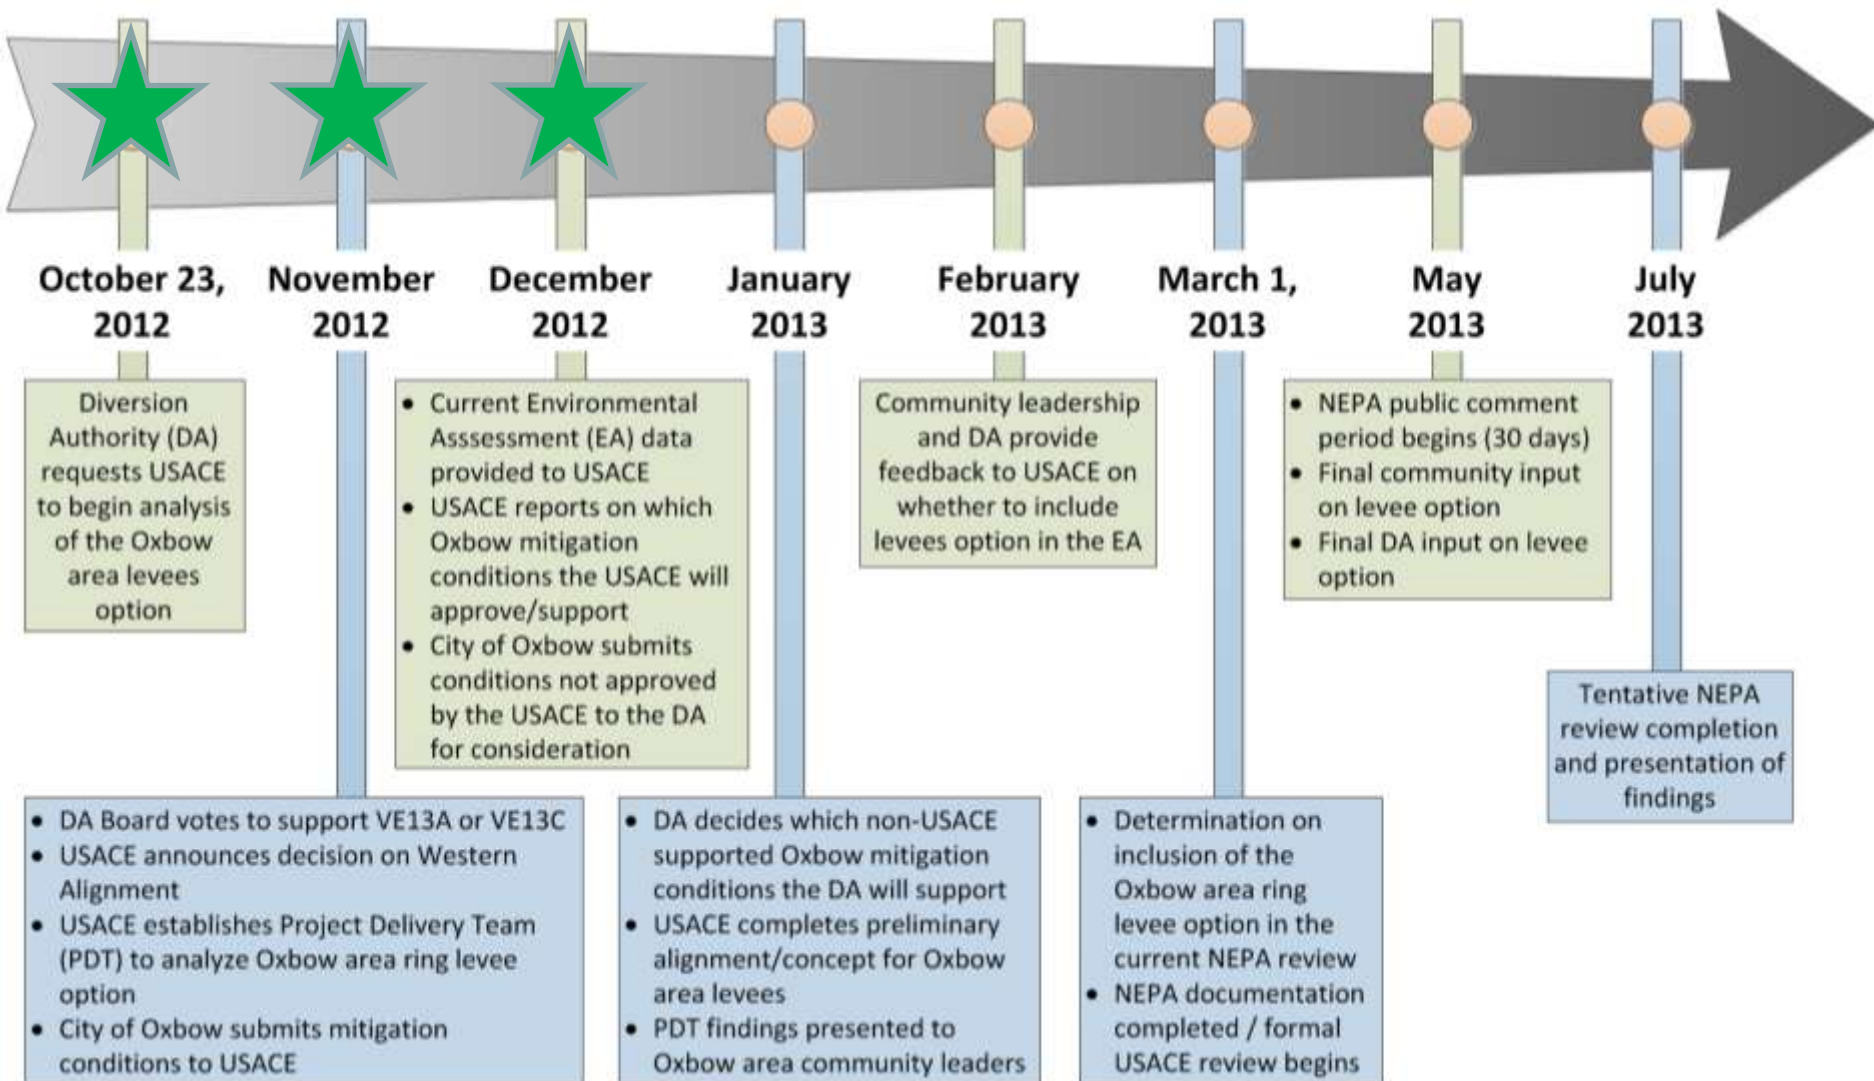 October 23,
2012
November
2012
December
2012
January
2013
February
2013
March 1,
2013
May
2013
July
2013
Diversion
Authority (DA)
requests USACE
to begin analysis
of the Oxbow
area levees
option
• Current Environmental
Asssessment (EA) data
provided to USACE
• USACE reports on which
Oxbow mitigation
conditions the USACE will
approve/support
• City of Oxbow submits
conditions not approved
by the USACE to the DA
for consideration
Community leadership
and DA provide
feedback to USACE on
whether to include
levees option in the EA
• NEPA public comment
period begins (30 days)
• Final community input
on levee option
• Final DA input on levee
option
Tentative NEPA
review completion
and presentation of
findings
• DA Board votes to support VE13A or VE13C
• USACE announces decision on Western
Alignment
• USACE establishes Project Delivery Team
(PDT) to analyze Oxbow area ring levee
option
• City of Oxbow submits mitigation
conditions to USACE
• DA decides which non-USACE
supported Oxbow mitigation
conditions the DA will support
• USACE completes preliminary
alignment/concept for Oxbow
area levees
• PDT findings presented to
Oxbow area community leaders
• Determination on
inclusion of the
Oxbow area ring
levee option in the
current NEPA review
• NEPA documentation
completed / formal
USACE review begins